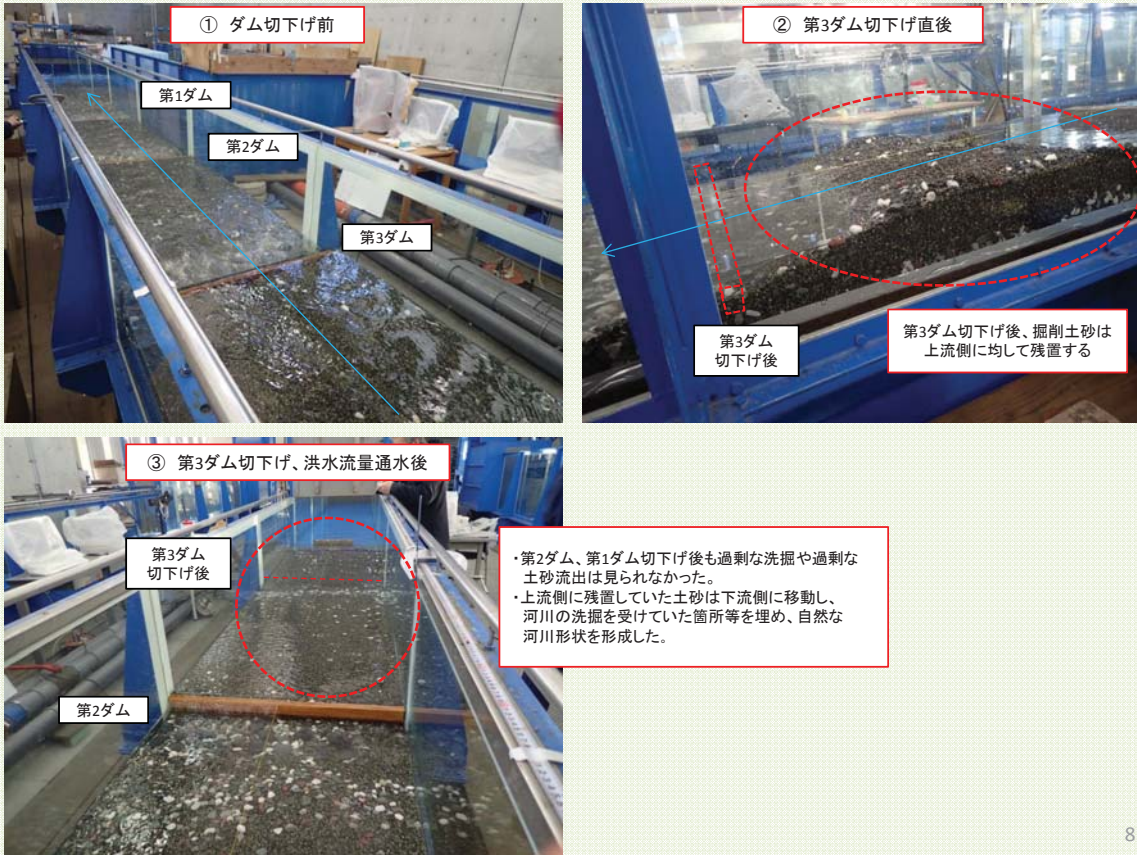 ① ダム切下げ前
第1ダム
第2ダム
第3ダム
② 第3ダム切下げ直後
第3ダム
切下げ後
第3ダム切下げ後、掘削土砂は
上流側に均して残置する
③ 第3ダム切下げ、洪水流量通水後
第3ダム
切下げ後
第2ダム
・第2ダム、第1ダム切下げ後も過剰な洗掘や過剰な
土砂流出は見られなかった。
・上流側に残置していた土砂は下流側に移動し、
河川の洗掘を受けていた箇所等を埋め、自然な
河川形状を形成した。
8